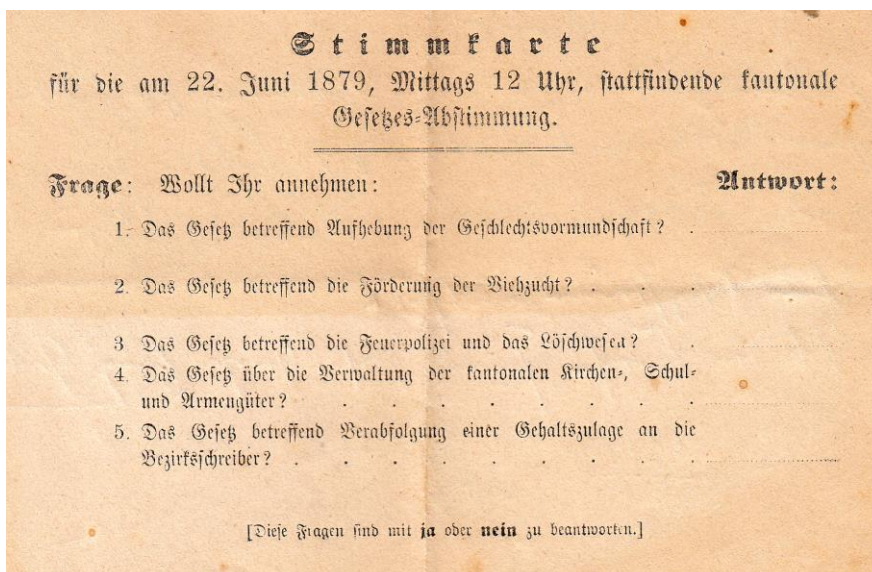 Stimmkarte
für die am 22. Juni 1879, Mittags 12 Uhr, stattfindende kantonale
Gesetzes-Abstimmung.
Frage: Wollt Ihr annehmen: Antwort:
1. Das Gesetz betreffend Aufhebung der Geschlechtsvormundschaft? .
2. Das Gesetz betreffend die Förderung der Viehzucht? . . .
3 Das Gesetz betreffend die Feuerpolizei und das Löschwesen? .
4. Das Gesetz über die Verwaltung der kantonalen Kirchen-, Schul-
und Armengüter? . . . . . . . .
5. Das Gesetz betreffend Verabfolgung einer Gehaltszulage an die
Bezirksschreiber? . . . . . . . .
[Diese Fragen sind mit ja oder nein zu beantworten.]